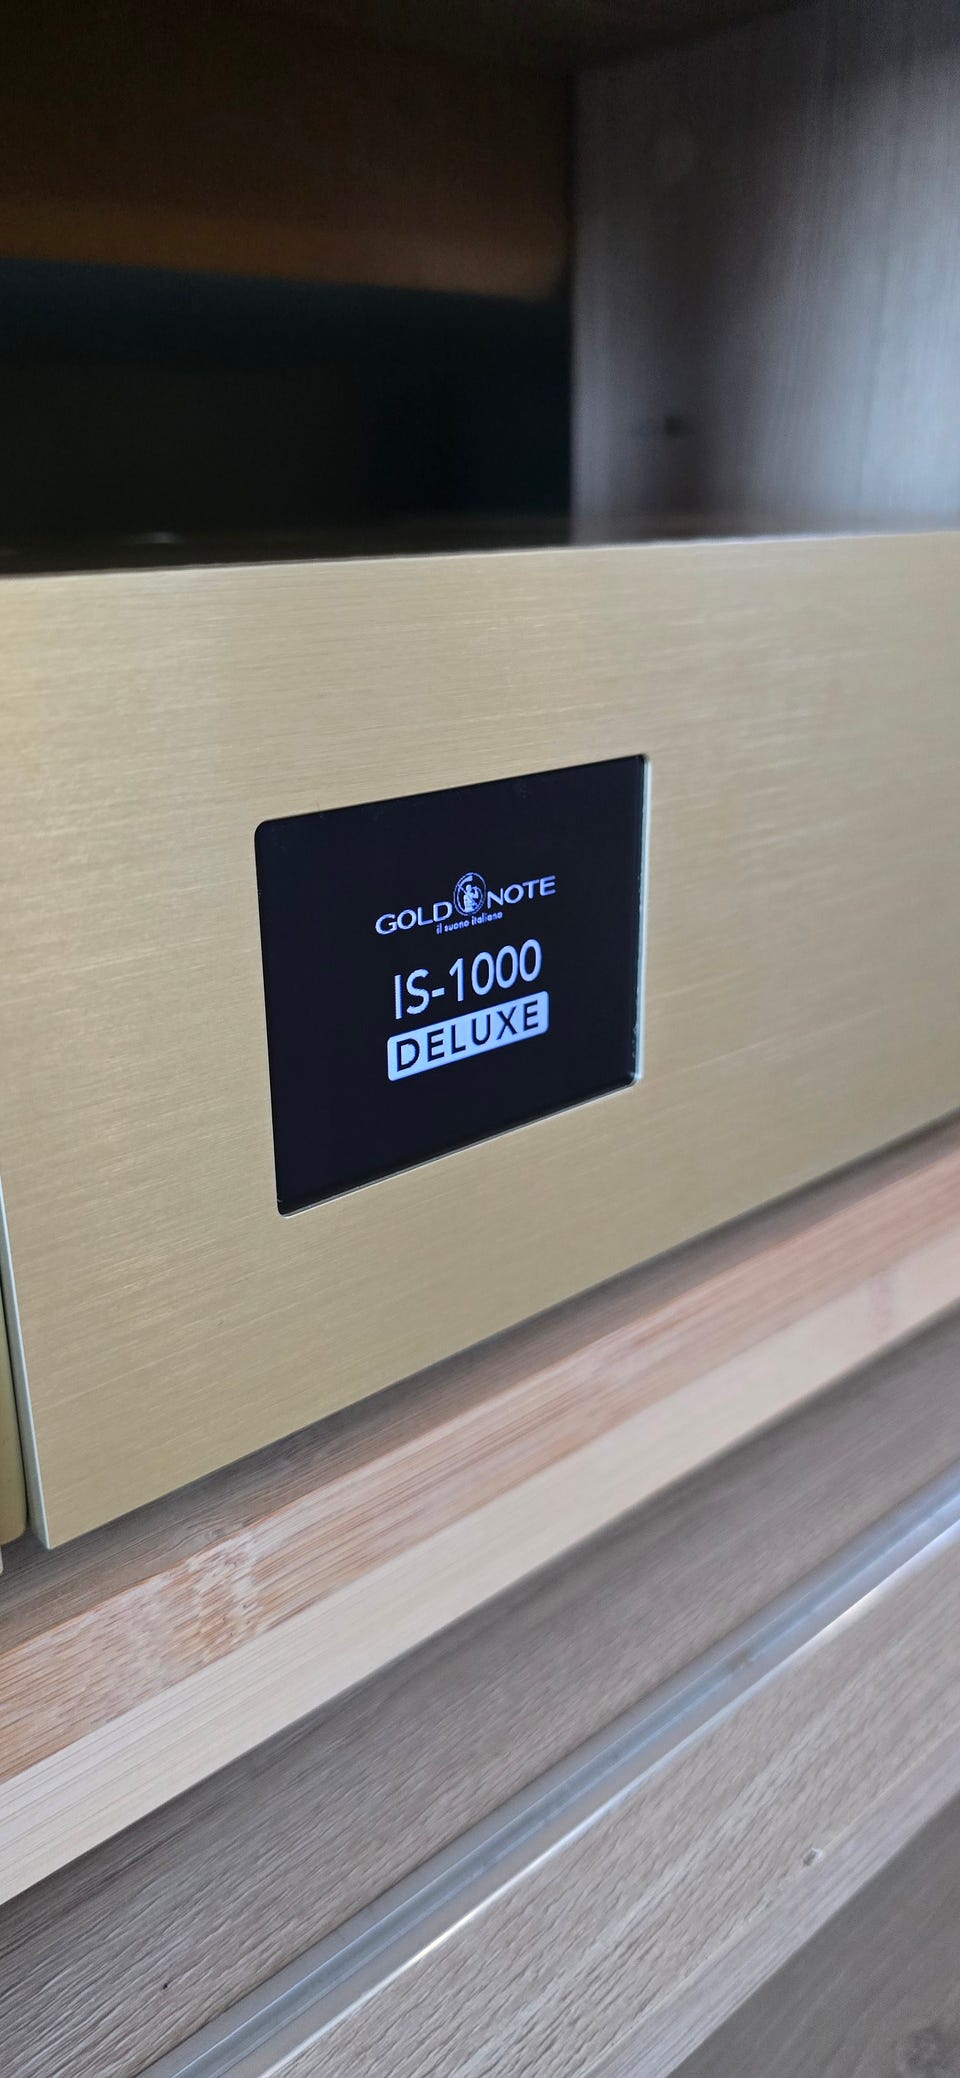 GOLD NOTE
il suono italiano
IS-1000
DELUXE